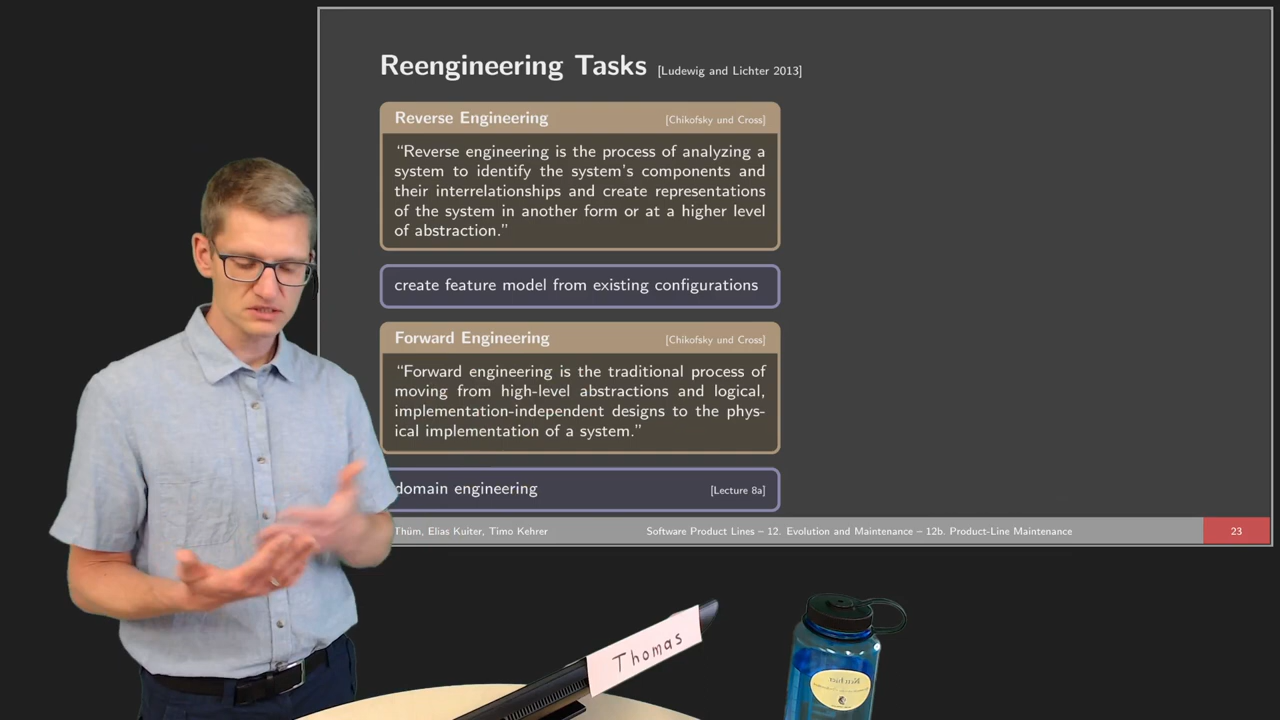 Reengineering Tasks [Ludewig and Lichter 2013]
Reverse Engineering [Chikofsky und Cross]
“Reverse engineering is the process of analyzing a
system to identify the system's components and
their interrelationships and create representations
of the system in another form or at a higher level
of abstraction.”
create feature model from existing configurations
Forward Engineering [Chikofsky und Cross]
“Forward engineering is the traditional process of
moving from high-level abstractions and logical,
implementation-independent designs to the phys-
ical implementation of a system.”
domain engineering [Lecture 8a]
Thüm, Elias Kuiter, Timo Kehrer Software Product Lines – 12. Evolution and Maintenance – 12b. Product-Line Maintenance 23
Thomas